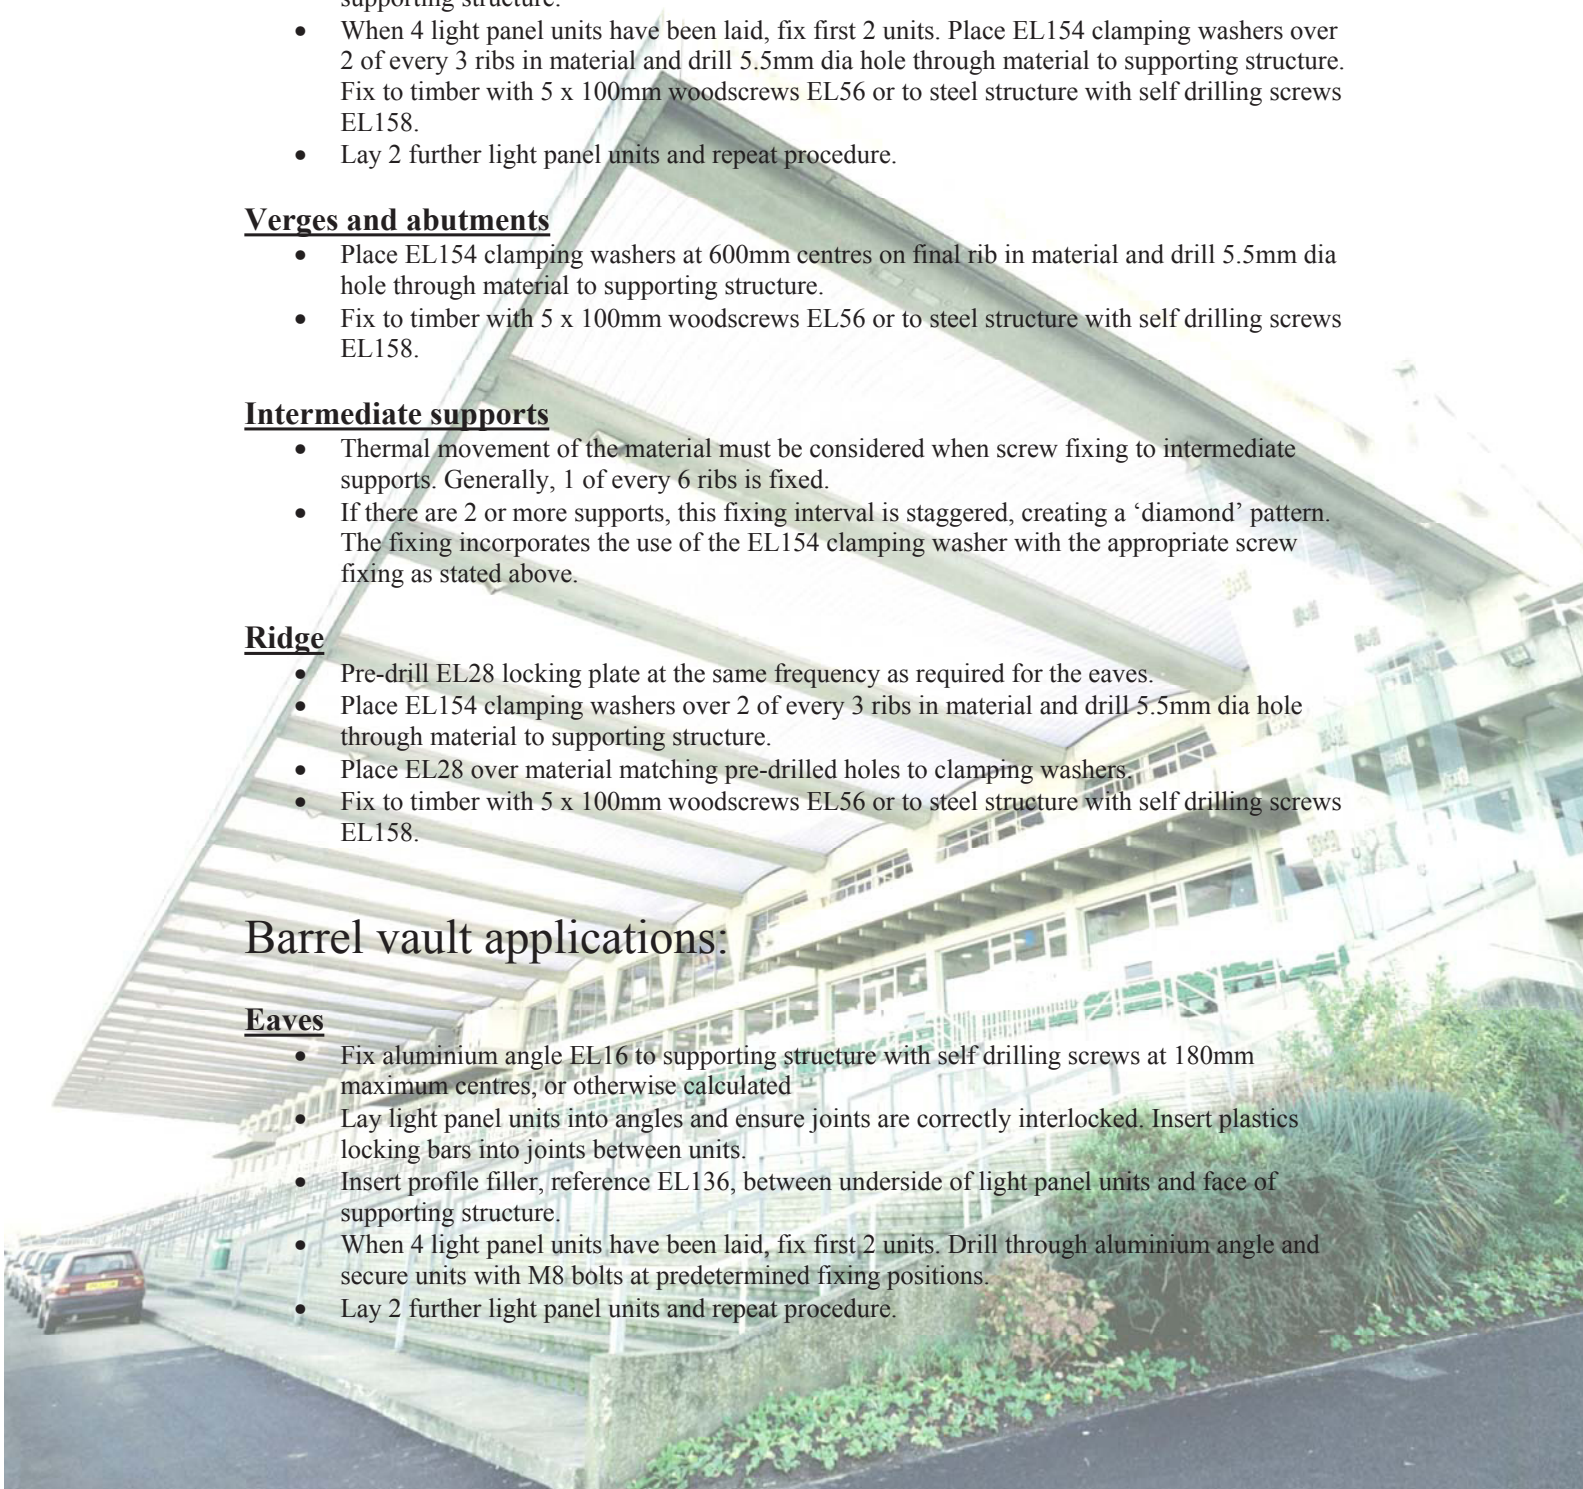 supporting structure.
• When 4 light panel units have been laid, fix first 2 units. Place EL154 clamping washers over
2 of every 3 ribs in material and drill 5.5mm dia hole through material to supporting structure.
Fix to timber with 5 x 100mm woodscrews EL56 or to steel structure with self drilling screws
EL158.
• Lay 2 further light panel units and repeat procedure.
Verges and abutments
• Place EL154 clamping washers at 600mm centres on final rib in material and drill 5.5mm dia
hole through material to supporting structure.
• Fix to timber with 5 x 100mm woodscrews EL56 or to steel structure with self drilling screws
EL158.
Intermediate supports
• Thermal movement of the material must be considered when screw fixing to intermediate
supports. Generally, 1 of every 6 ribs is fixed.
• If there are 2 or more supports, this fixing interval is staggered, creating a ‘diamond’ pattern.
The fixing incorporates the use of the EL154 clamping washer with the appropriate screw
fixing as stated above.
Ridge
• Pre-drill EL28 locking plate at the same frequency as required for the eaves.
• Place EL154 clamping washers over 2 of every 3 ribs in material and drill 5.5mm dia hole
through material to supporting structure.
• Place EL28 over material matching pre-drilled holes to clamping washers.
• Fix to timber with 5 x 100mm woodscrews EL56 or to steel structure with self drilling screws
EL158.
Barrel vault applications:
Eaves
• Fix aluminium angle EL16 to supporting structure with self drilling screws at 180mm
maximum centres, or otherwise calculated
• Lay light panel units into angles and ensure joints are correctly interlocked. Insert plastics
locking bars into joints between units.
• Insert profile filler, reference EL136, between underside of light panel units and face of
supporting structure.
• When 4 light panel units have been laid, fix first 2 units. Drill through aluminium angle and
secure units with M8 bolts at predetermined fixing positions.
• Lay 2 further light panel units and repeat procedure.